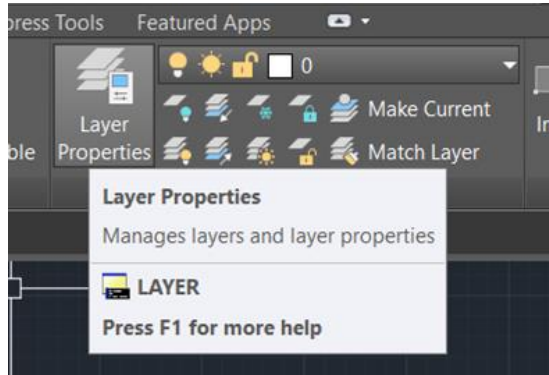 press Tools Featured Apps
0
Layer
Properties
Make Current
Match Layer
ble
In
Layer Properties
Manages layers and layer properties
LAYER
Press F1 for more help